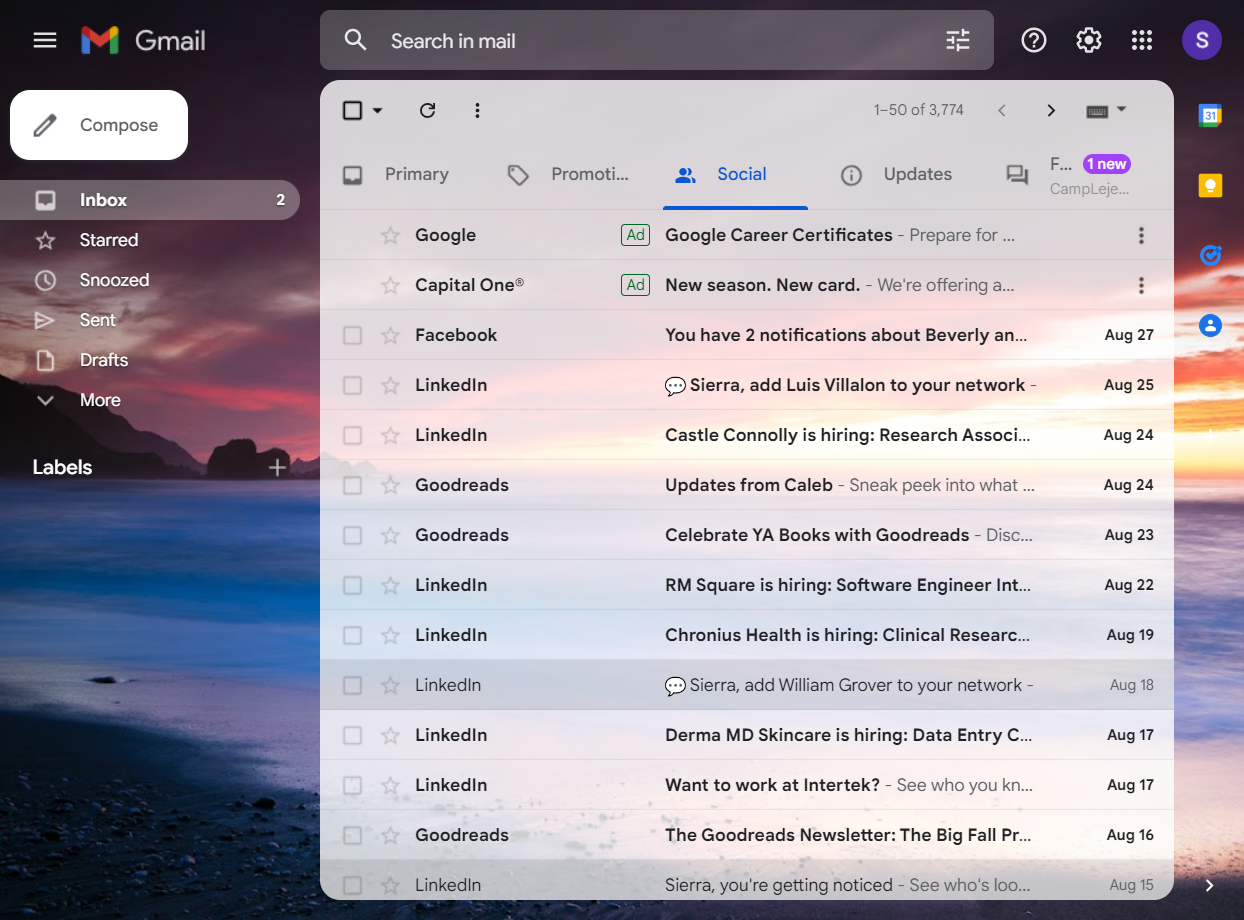 Gmail
Search in mail
S
Compose
1–50 of 3,774
31
Primary
Promoti...
Social
Updates
F... 1 new
CampLeje...
Inbox 2
Starred
Snoozed
Sent
Drafts
More
Labels
Google Ad Google Career Certificates - Prepare for ...
Capital One® Ad New season. New card. - We're offering a...
Facebook You have 2 notifications about Beverly an... Aug 27
LinkedIn 💬 Sierra, add Luis Villalon to your network - Aug 25
LinkedIn Castle Connolly is hiring: Research Associ... Aug 24
Goodreads Updates from Caleb - Sneak peek into what ... Aug 24
Goodreads Celebrate YA Books with Goodreads - Disc... Aug 23
LinkedIn RM Square is hiring: Software Engineer Int... Aug 22
LinkedIn Chronius Health is hiring: Clinical Researc... Aug 19
LinkedIn 💬 Sierra, add William Grover to your network - Aug 18
LinkedIn Derma MD Skincare is hiring: Data Entry C... Aug 17
LinkedIn Want to work at Intertek? - See who you kn... Aug 17
Goodreads The Goodreads Newsletter: The Big Fall Pr... Aug 16
LinkedIn Sierra, you're getting noticed - See who's loo... Aug 15